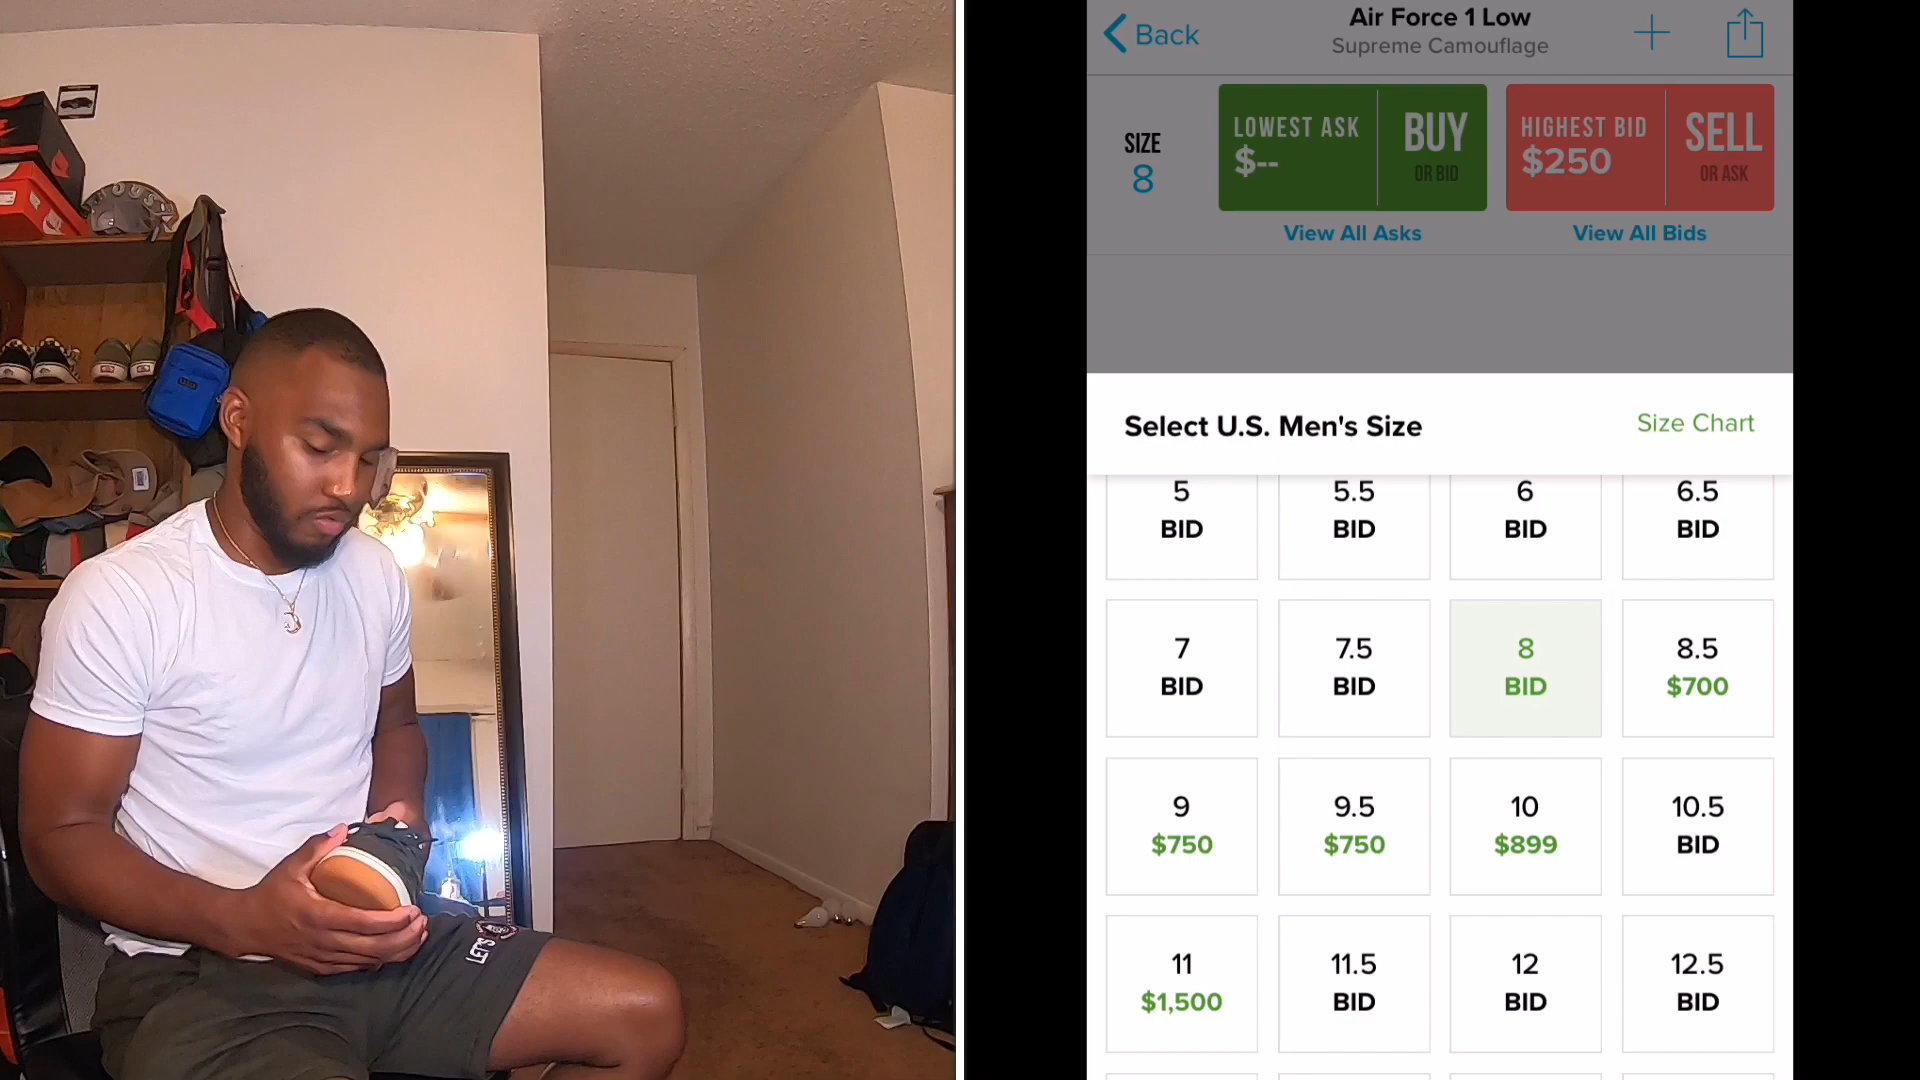 Back
Air Force 1 Low
Supreme Camouflage
SIZE
8
LOWEST ASK
$--
BUY
OR BID
HIGHEST BID
$250
SELL
OR ASK
View All Asks
View All Bids
Select U.S. Men's Size
Size Chart
5
BID
5.5
BID
6
BID
6.5
BID
7
BID
7.5
BID
8
BID
8.5
$700
9
$750
9.5
$750
10
$899
10.5
BID
11
$1,500
11.5
BID
12
BID
12.5
BID
LET'S